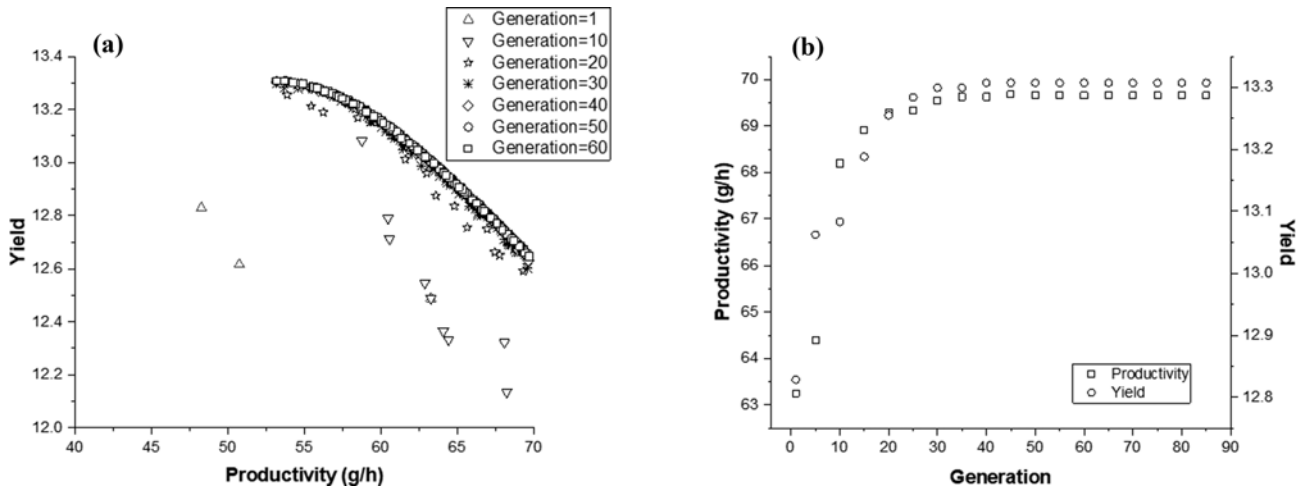 (a)
Generation=1
Generation=10
Generation=20
Generation=30
Generation=40
Generation=50
Generation=60
13.4
13.2
13.0
12.8
12.6
12.4
12.2
12.0
Yield
40
45
50
55
60
65
70
Productivity (g/h)
(b)
70
69
68
67
66
65
64
63
Productivity (g/h)
13.3
13.2
13.1
13.0
12.9
12.8
Yield
Productivity
Yield
0
10
20
30
40
50
60
70
80
90
Generation